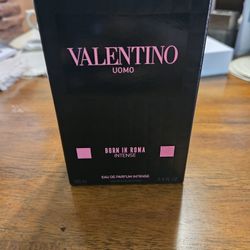 VALENTINO
UOMO
BORN IN ROMA
INTENSE
EAU DE PARFUM INTENSE